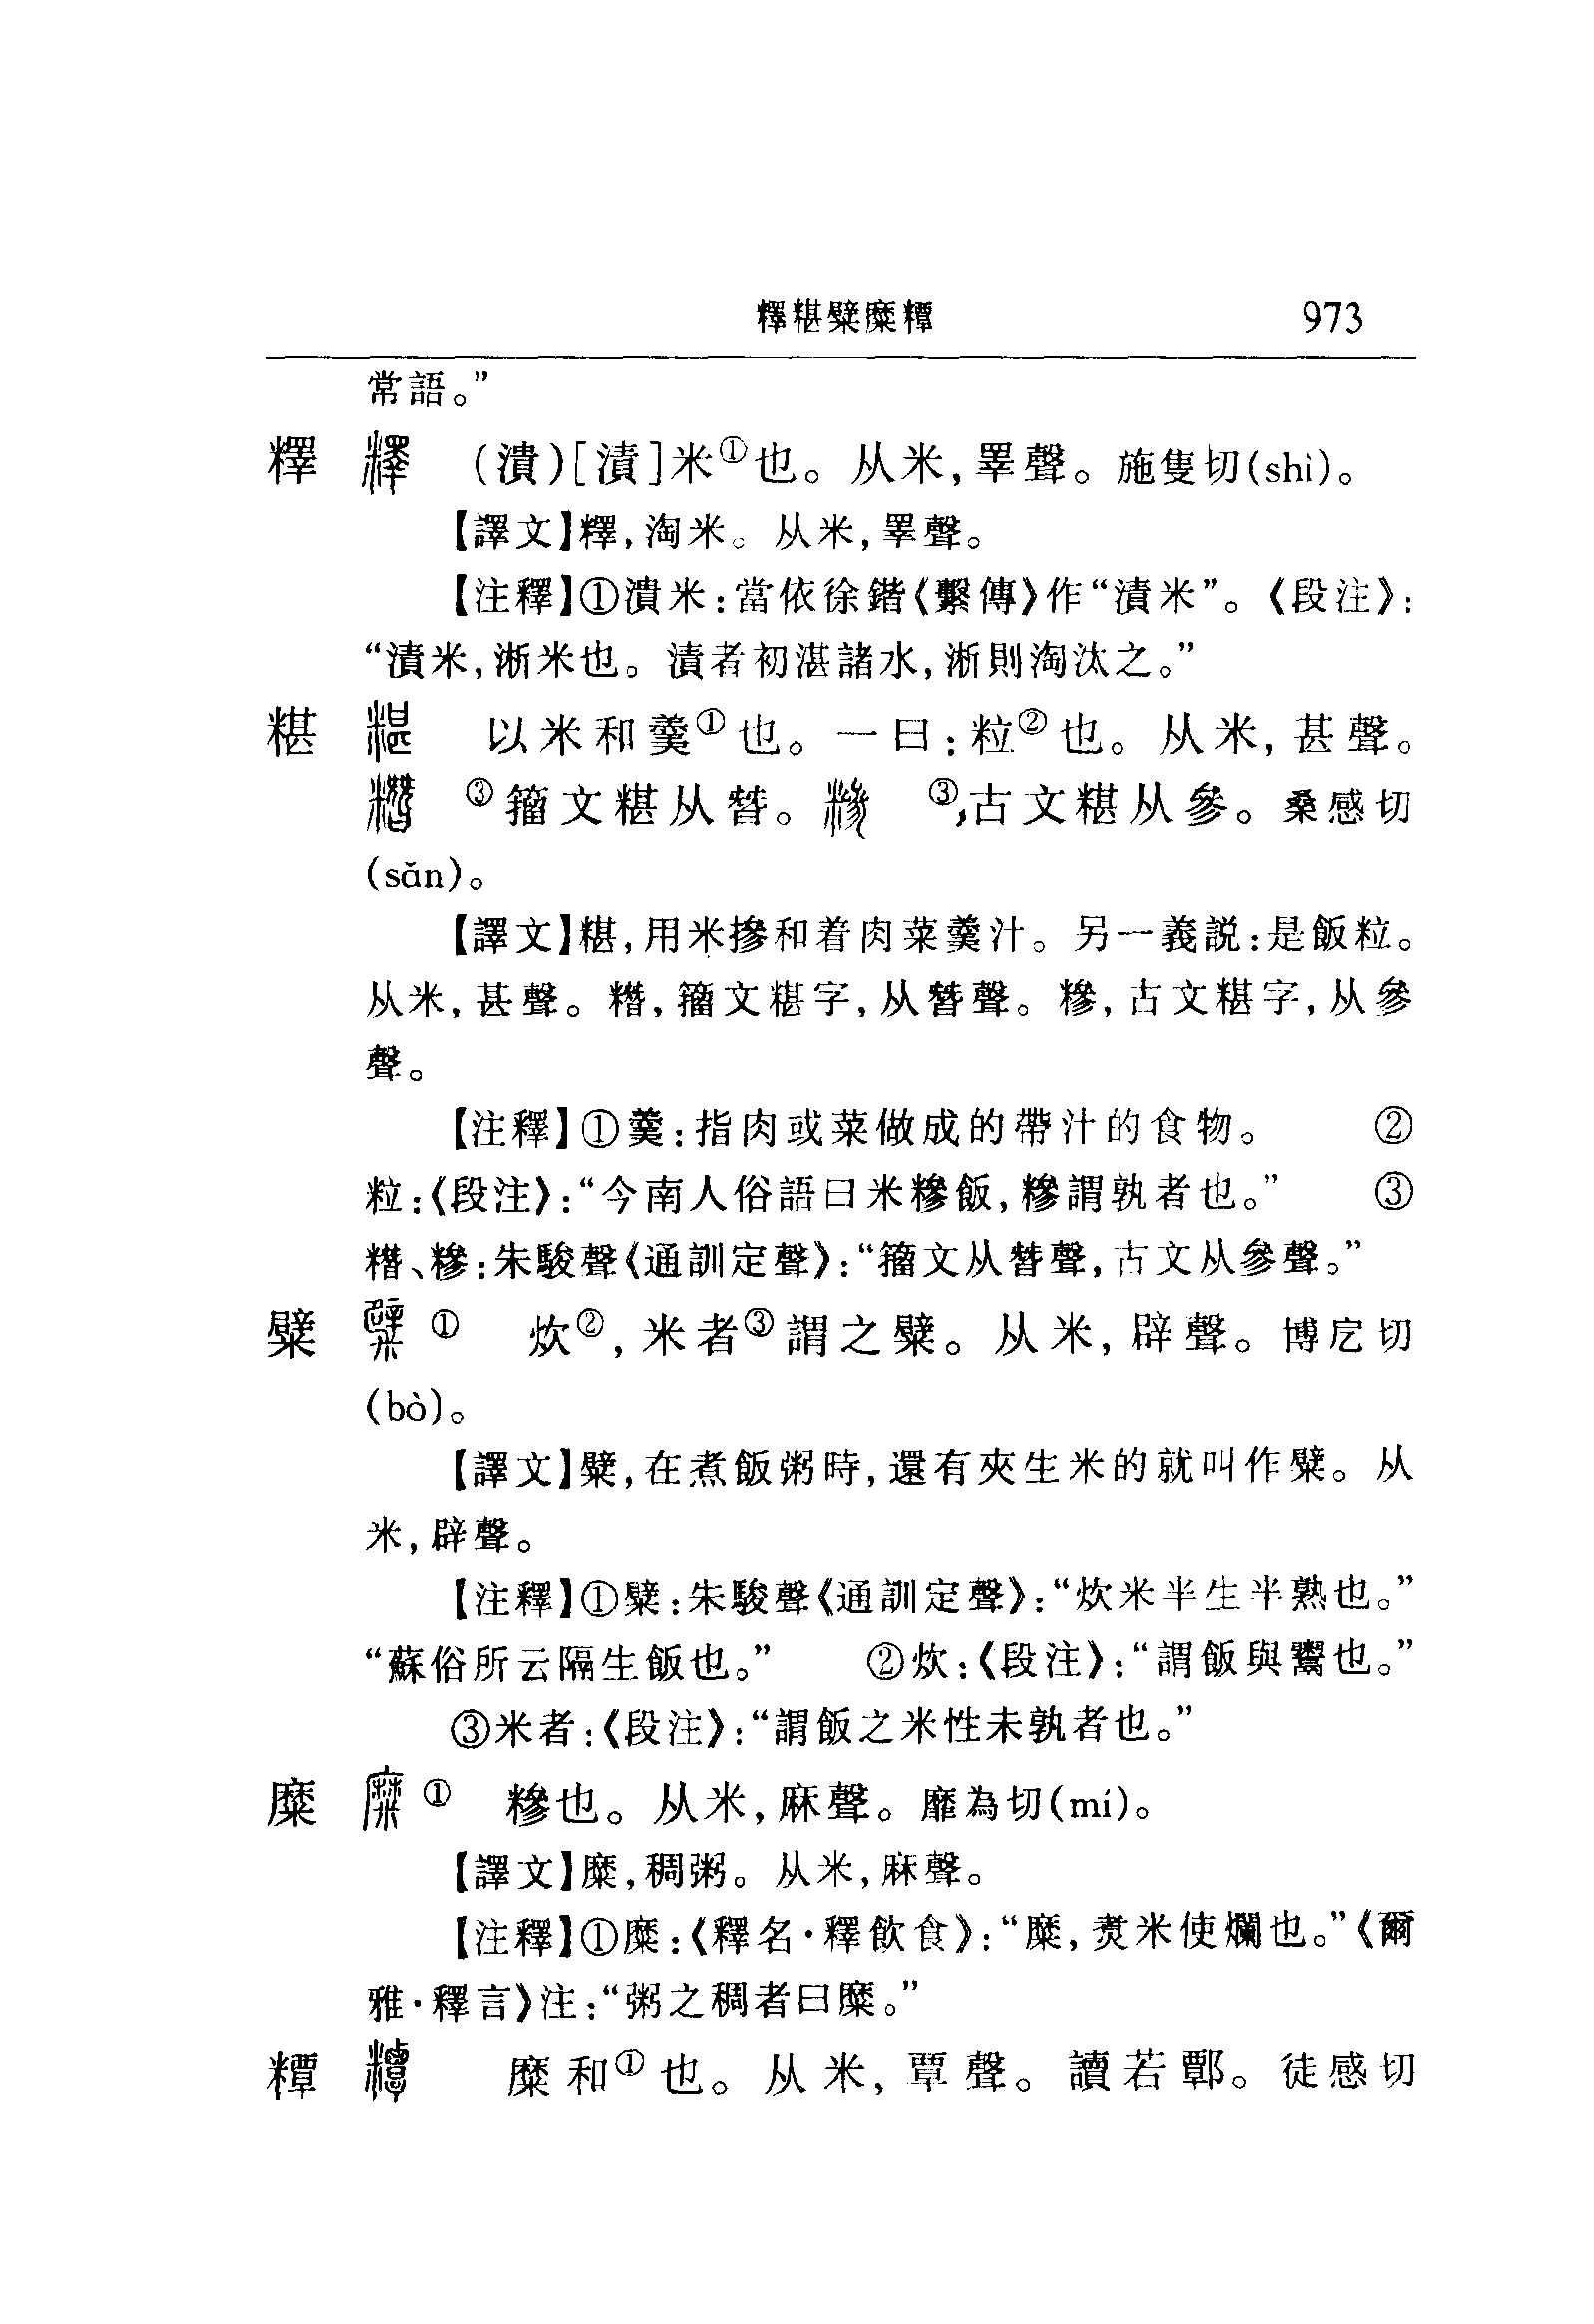 釋糂糪糜糧 973
常語。”
釋 (潰)[漬]米①也。从米,睪聲。施隻切(shì)。
【譯文】釋,淘米。从米,睪聲。
【注釋】①潰米:當依徐鍇《繫傳》作“漬米”。《段注》:
“漬米,淅米也。漬者初湛諸水,淅則淘汰之。”
糂 以米和羹①也。一曰:粒②也。从米,甚聲。
③籀文糂从朁。 ③,古文糂从參。桑感切
(sǎn)。
【譯文】糂,用米摻和着肉菜羹汁。另一義説:是飯粒。
从米,甚聲。糣,籀文糂字,从朁聲。糝,古文糂字,从參
聲。
【注釋】①羹:指肉或菜做成的帶汁的食物。 ②
粒:《段注》:“今南人俗語曰米糝飯,糝謂孰者也。” ③
糣、糝:朱駿聲《通訓定聲》:“籀文从朁聲,古文从參聲。”
糪 ① 炊②,米者③謂之糪。从米,辟聲。博戹切
(bò)。
【譯文】糪,在煮飯粥時,還有夾生米的就叫作糪。从
米,辟聲。
【注釋】①糪:朱駿聲《通訓定聲》:“炊米半生半熟也。”
“蘇俗所云隔生飯也。” ②炊:《段注》:“謂飯與鬻也。”
③米者:《段注》:“謂飯之米性未孰者也。”
糜 ① 糝也。从米,麻聲。靡為切(mí)。
【譯文】糜,稠粥。从米,麻聲。
【注釋】①糜:《釋名·釋飲食》:“糜,煑米使爛也。”《爾
雅·釋言》注:“粥之稠者曰糜。”
糧 糜和①也。从米,覃聲。讀若鄲。徒感切